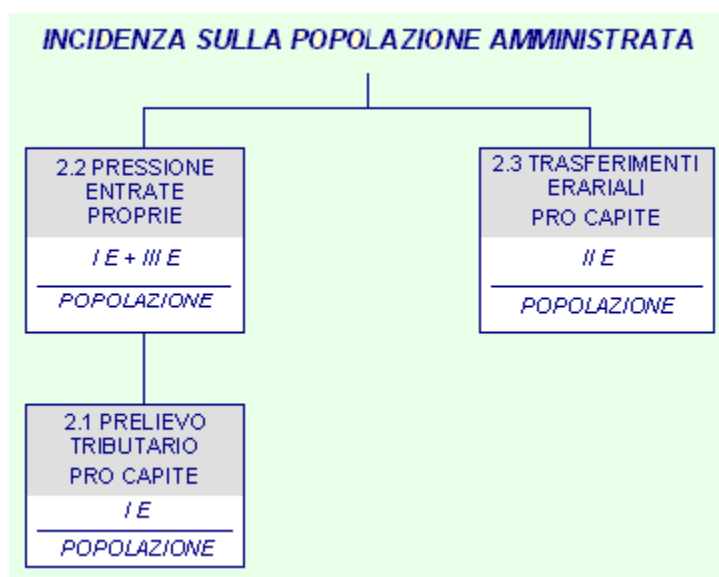 INCIDENZA SULLA POPOLAZIONE AMMINISTRATA
2.2 PRESSIONE
ENTRATE
PROPRIE
I E + III E
POPOLAZIONE
2.3 TRASFERIMENTI
ERARIALI
PRO CAPITE
II E
POPOLAZIONE
2.1 PRELIEVO
TRIBUTARIO
PRO CAPITE
I E
POPOLAZIONE